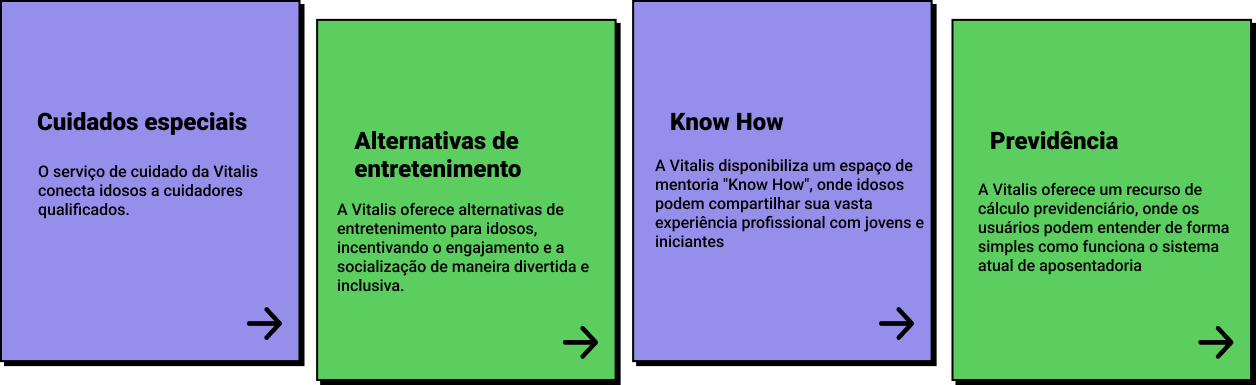 Cuidados especiais
O serviço de cuidado da Vitalis
conecta idosos a cuidadores
qualificados.
Alternativas de
entretenimento
A Vitalis oferece alternativas de
entretenimento para idosos,
incentivando o engajamento e a
socialização de maneira divertida e
inclusiva.
Know How
A Vitalis disponibiliza um espaço de
mentoria "Know How", onde idosos
podem compartilhar sua vasta
experiência profissional com jovens e
iniciantes
Previdência
A Vitalis oferece um recurso de
cálculo previdenciário, onde os
usuários podem entender de forma
simples como funciona o sistema
atual de aposentadoria